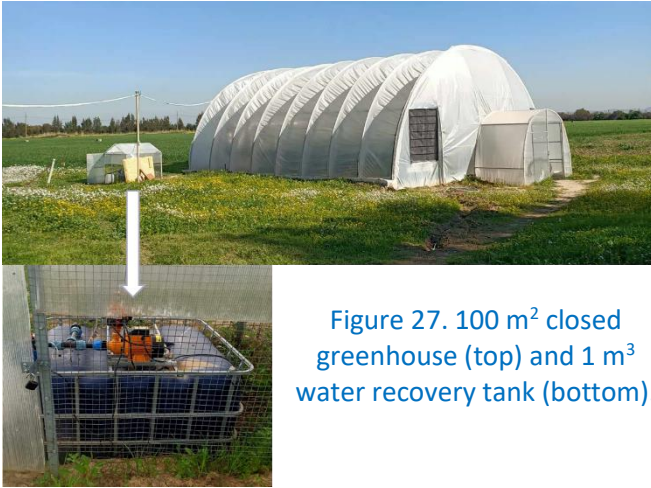 Figure 27. 100 m² closed
greenhouse (top) and 1 m³
water recovery tank (bottom)